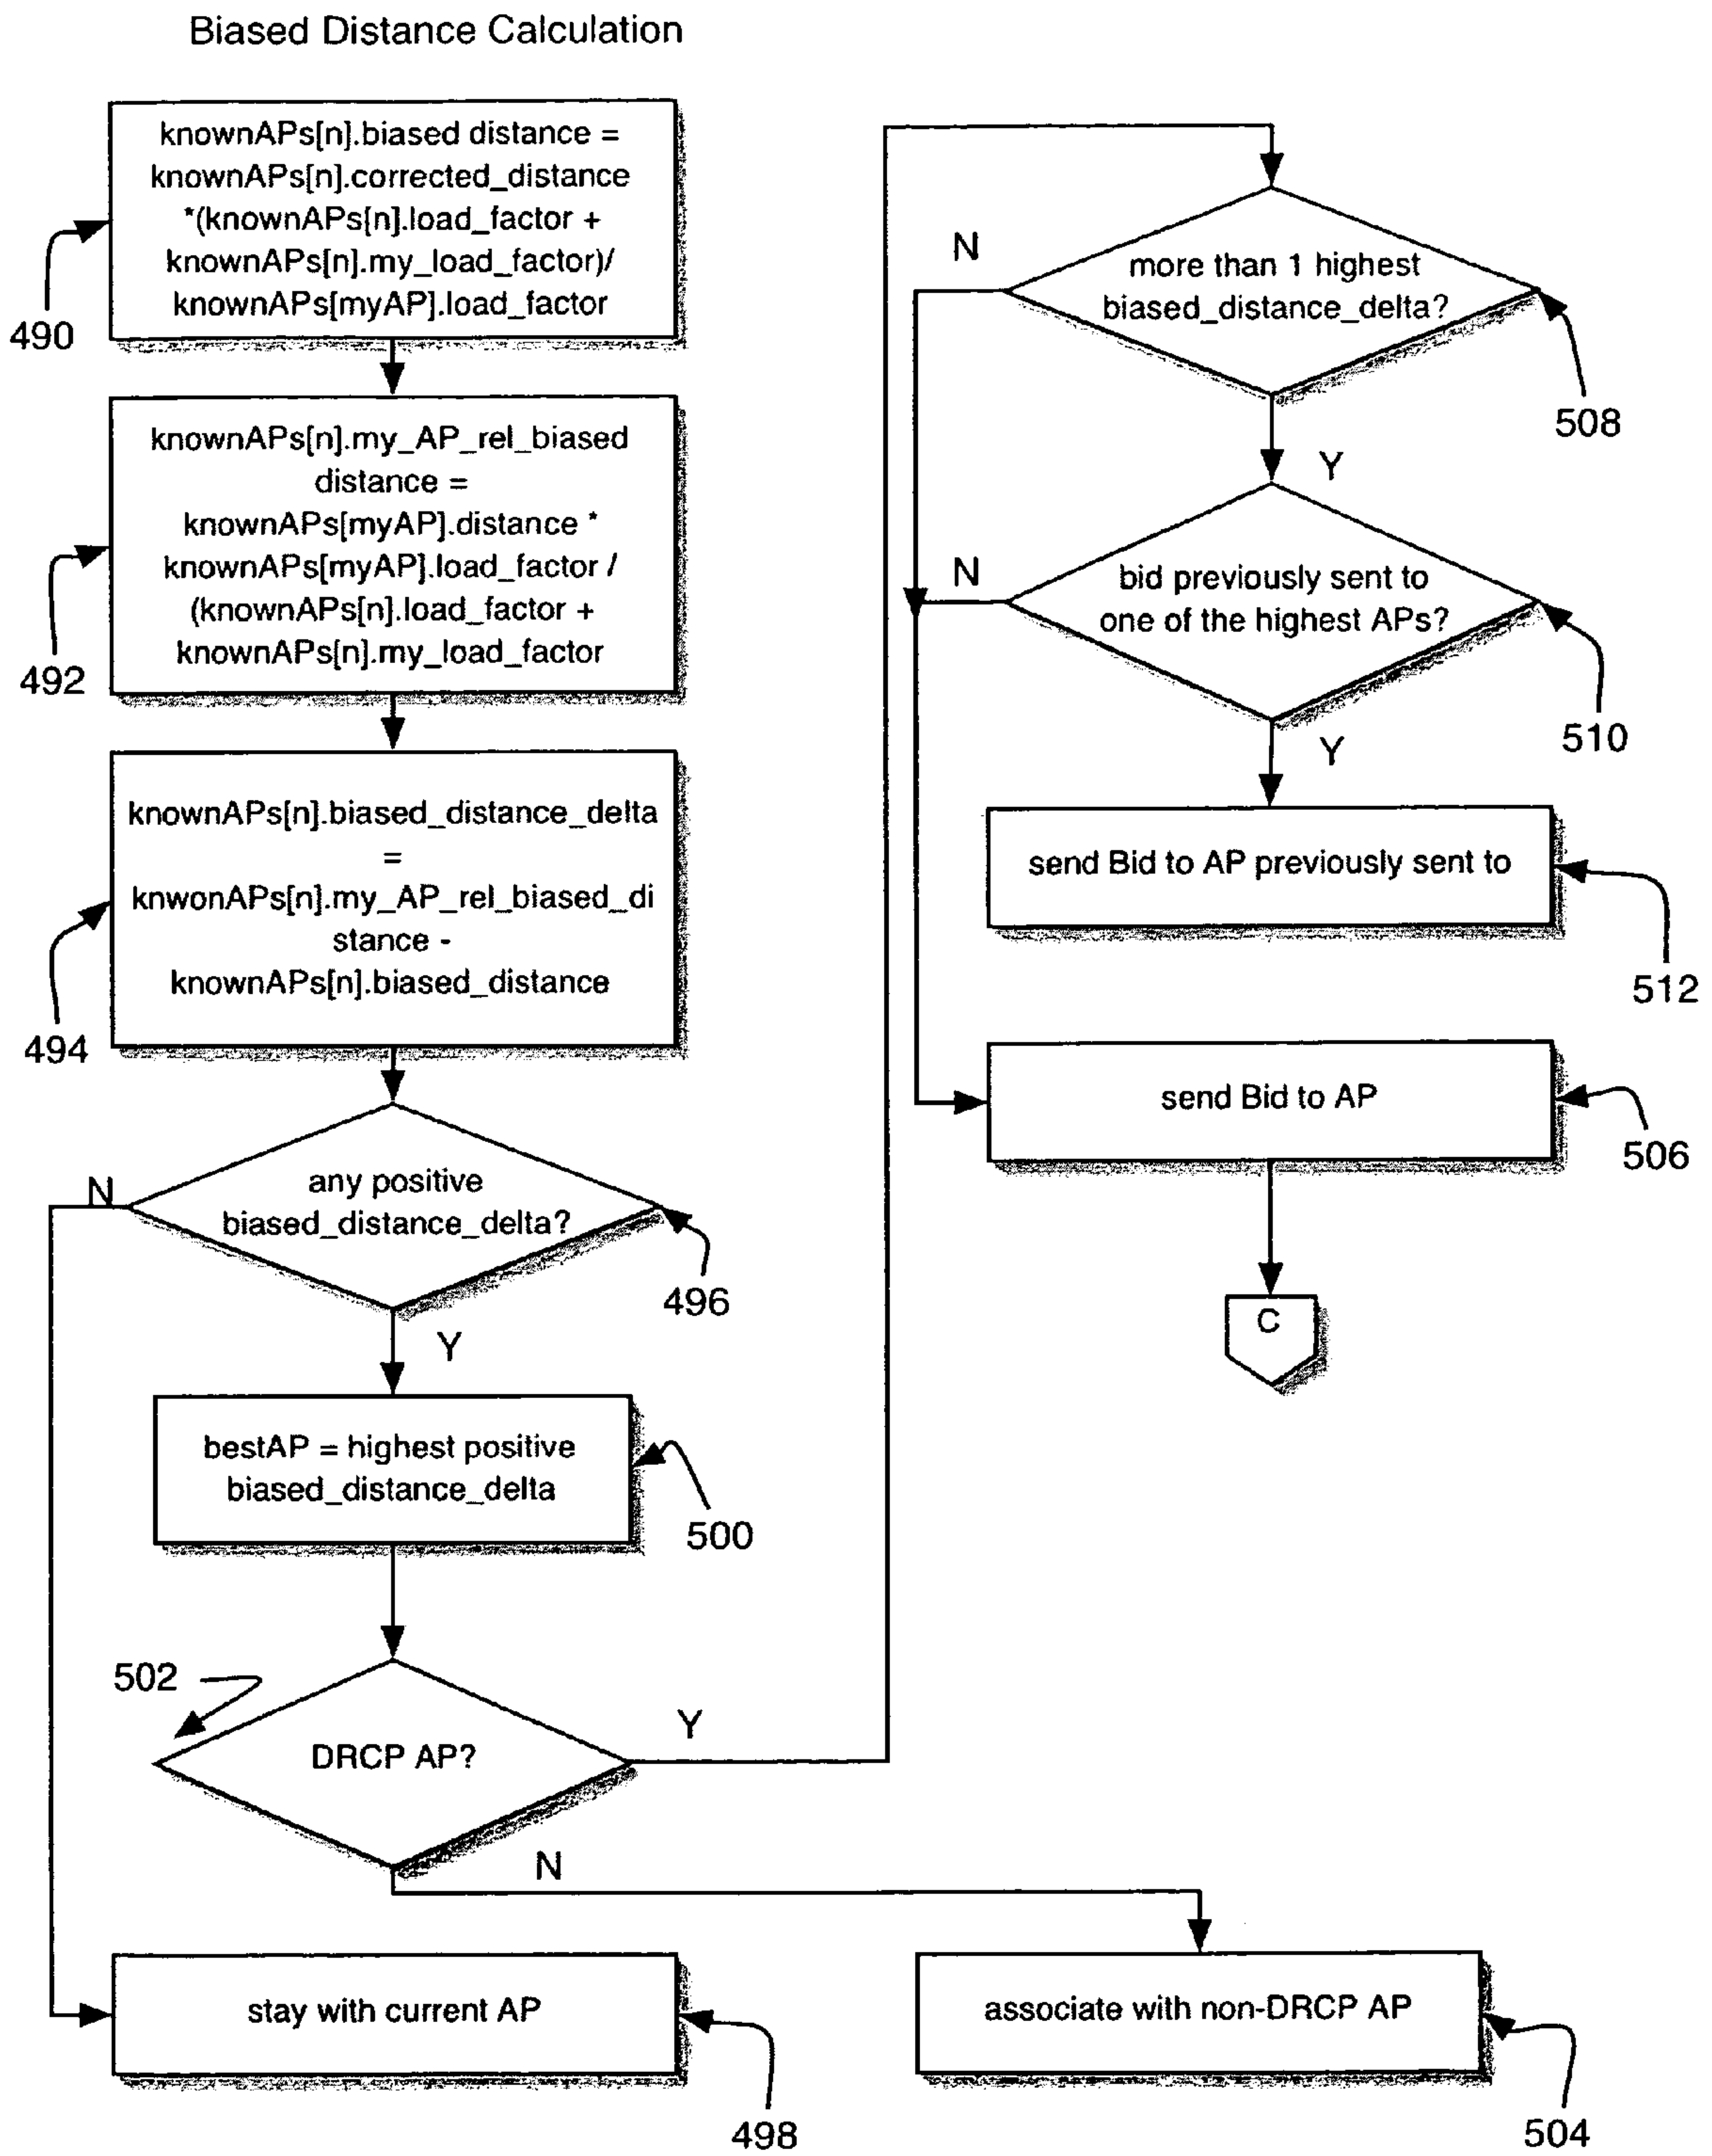 Biased Distance Calculation
knownAPs[n].biased distance =
knownAPs[n].corrected_distance
*(knownAPs[n].load_factor +
knownAPs[n].my_load_factor)/
knownAPs[myAP].load_factor
490
knownAPs[n].my_AP_rel_biased
distance =
knownAPs[myAP].distance *
knownAPs[myAP].load_factor /
(knownAPs[n].load_factor +
knownAPs[n].my_load_factor
492
knownAPs[n].biased_distance_delta
=
knwonAPs[n].my_AP_rel_biased_di
stance -
knownAPs[n].biased_distance
494
any positive
biased_distance_delta?
N
496
Y
bestAP = highest positive
biased_distance_delta
500
502
DRCP AP?
Y
N
stay with current AP
498
associate with non-DRCP AP
504
more than 1 highest
biased_distance_delta?
N
508
Y
bid previously sent to
one of the highest APs?
N
510
Y
send Bid to AP previously sent to
512
send Bid to AP
506
C